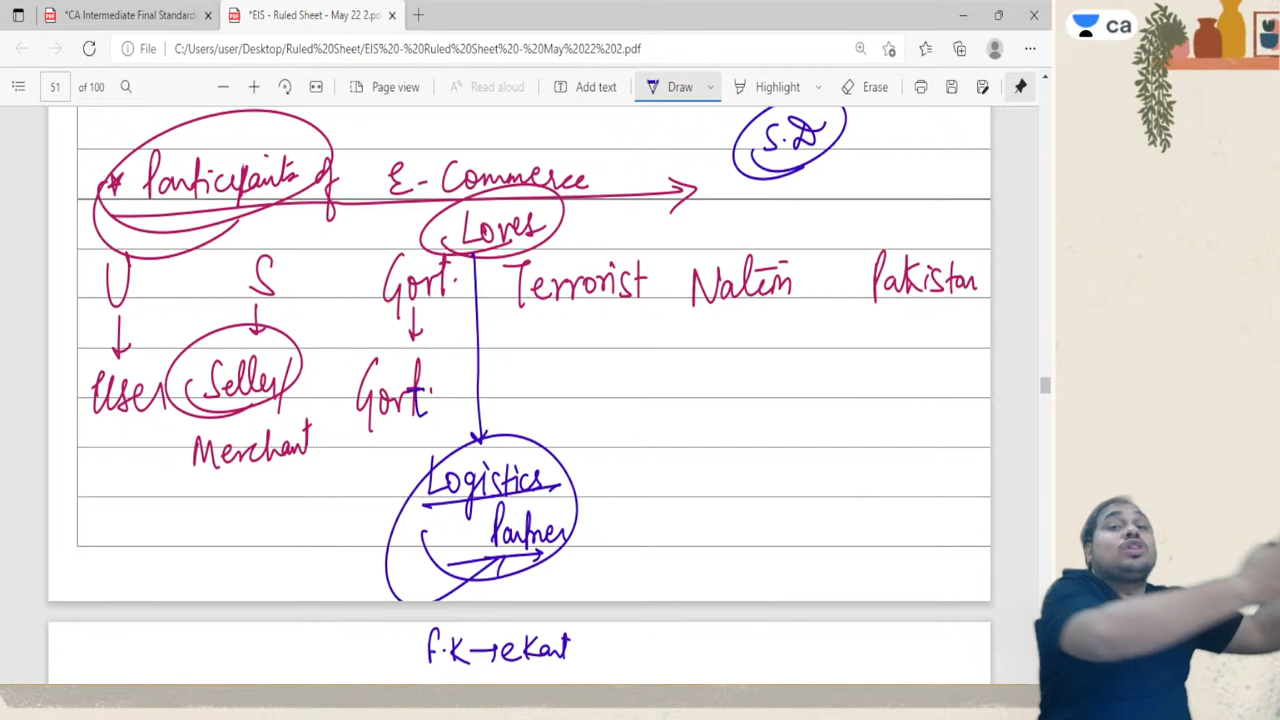 *CA Intermediate Final Standard
*EIS - Ruled Sheet - May 22 2.pdf
File
C:/Users/user/Desktop/Ruled%20Sheet/EIS%20-%20Ruled%20Sheet%20-%20May%2022%202.pdf
51 of 100
Page view
Read aloud
Add text
Draw
Highlight
Erase
ca
S.D
* Participants of E-Commerce
Loves
U S Govt. Terrorist Nation Pakistan
User Seller/ Govt.
Merchant
Logistics
Partner
F.K → eKart